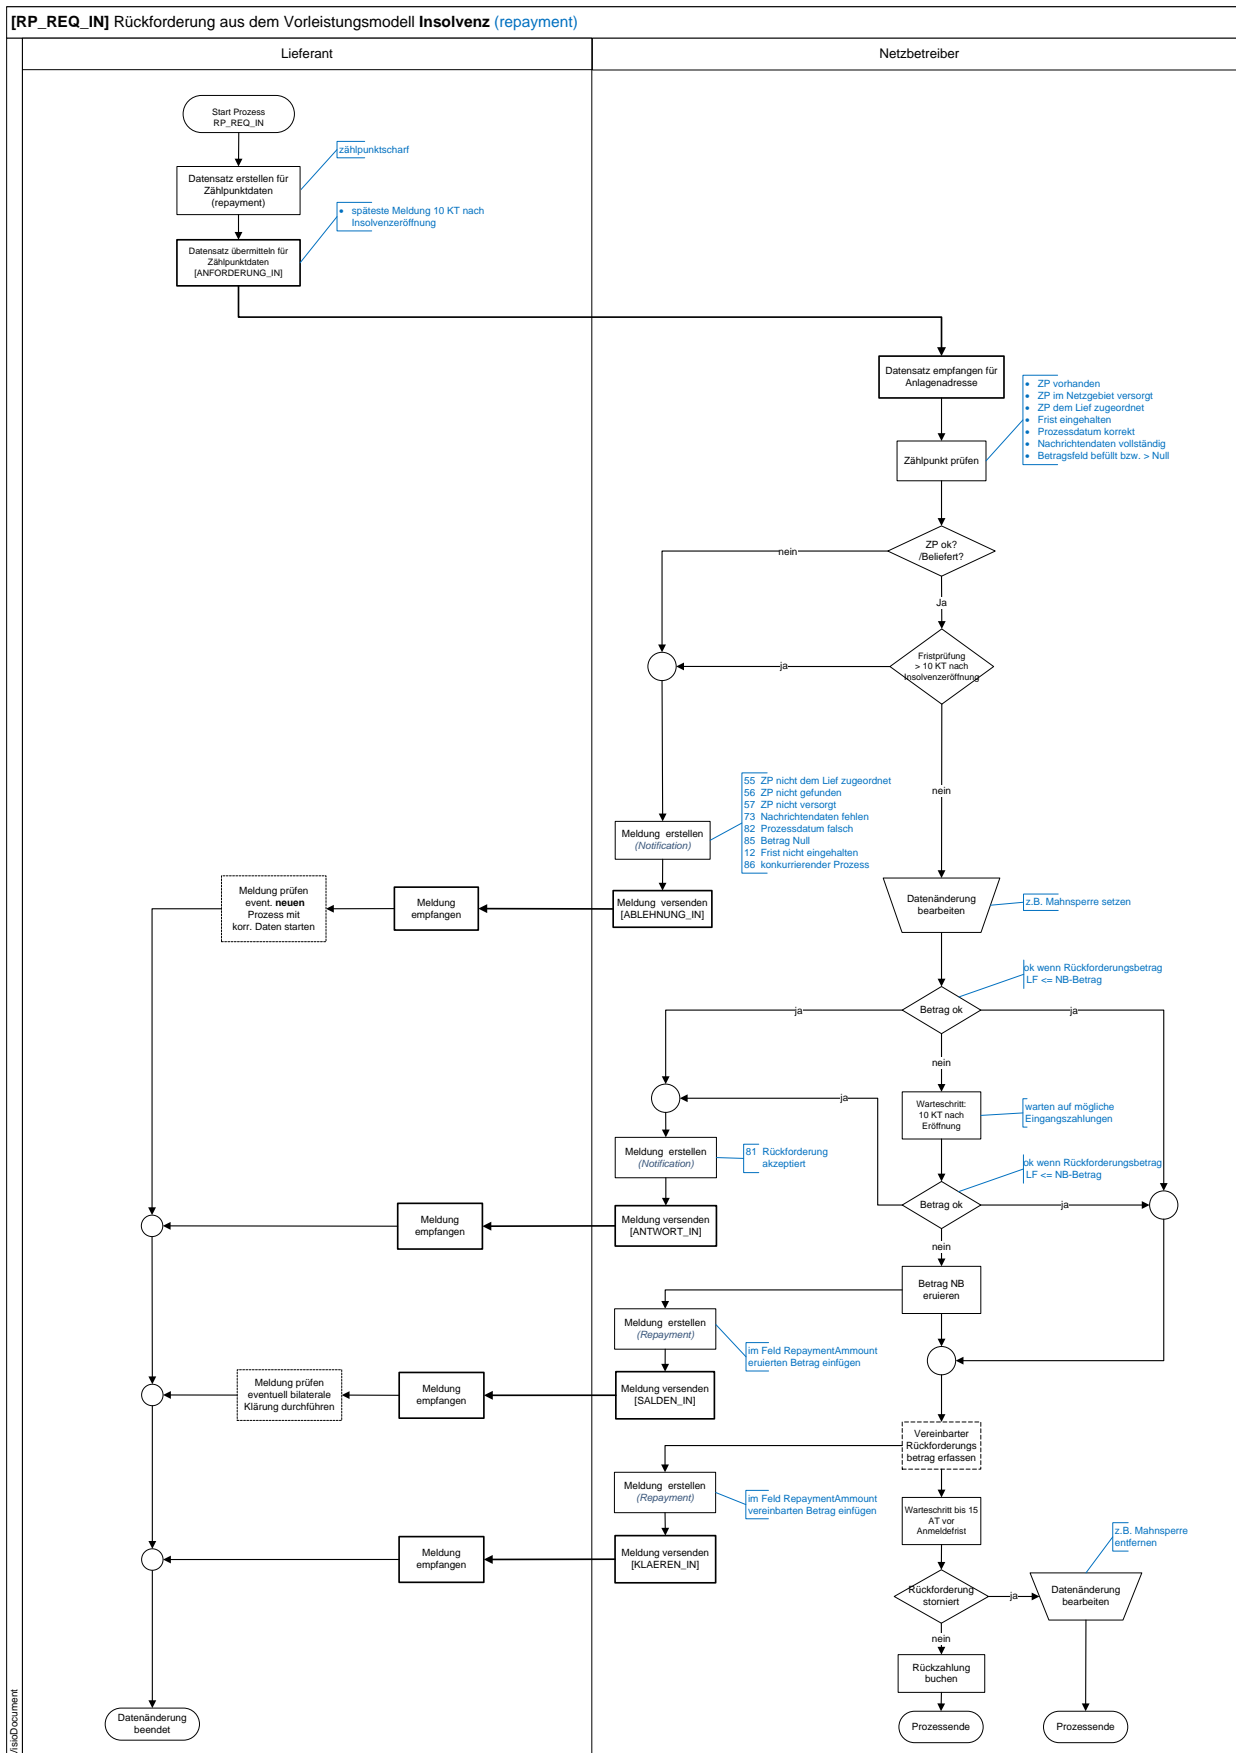 [RP_REQ_IN] Rückforderung aus dem Vorleistungsmodell Insolvenz (repayment)
Lieferant
Netzbetreiber
Start Prozess
RP_REQ_IN
zählpunktscharf
Datensatz erstellen für
Zählpunktdaten
(repayment)
• späteste Meldung 10 KT nach
Insolvenzeröffnung
Datensatz übermitteln für
Zählpunktdaten
[ANFORDERUNG_IN]
Datensatz empfangen für
Anlagenadresse
• ZP vorhanden
• ZP im Netzgebiet versorgt
• ZP dem Lief zugeordnet
• Frist eingehalten
• Prozessdatum korrekt
• Nachrichtendaten vollständig
• Betragsfeld befüllt bzw. > Null
Zählpunkt prüfen
ZP ok?
/Beliefert?
nein
Ja
Fristprüfung
> 10 KT nach
Insolvenzeröffnung
ja
nein
55 ZP nicht dem Lief zugeordnet
56 ZP nicht gefunden
57 ZP nicht versorgt
73 Nachrichtendaten fehlen
82 Prozessdatum falsch
85 Betrag Null
12 Frist nicht eingehalten
86 konkurrierender Prozess
Meldung erstellen
(Notification)
Meldung versenden
[ABLEHNUNG_IN]
Meldung
empfangen
Meldung prüfen
event. neuen
Prozess mit
korr. Daten starten
Datenänderung
bearbeiten
z.B. Mahnsperre setzen
ok wenn Rückforderungsbetrag
LF <= NB-Betrag
Betrag ok
ja
ja
nein
Warteschritt:
10 KT nach
Eröffnung
warten auf mögliche
Eingangszahlungen
ja
Meldung erstellen
(Notification)
81 Rückforderung
akzeptiert
ok wenn Rückforderungsbetrag
LF <= NB-Betrag
Betrag ok
ja
nein
Meldung versenden
[ANTWORT_IN]
Meldung
empfangen
Betrag NB
eruieren
Meldung erstellen
(Repayment)
im Feld RepaymentAmmount
eruierten Betrag einfügen
Meldung versenden
[SALDEN_IN]
Meldung
empfangen
Meldung prüfen
eventuell bilaterale
Klärung durchführen
Vereinbarter
Rückforderungs
betrag erfassen
Meldung erstellen
(Repayment)
im Feld RepaymentAmmount
vereinbarten Betrag einfügen
Warteschritt bis 15
AT vor
Anmeldefrist
z.B. Mahnsperre
entfernen
Meldung versenden
[KLAEREN_IN]
Meldung
empfangen
Rückforderung
storniert
ja
Datenänderung
bearbeiten
nein
Rückzahlung
buchen
Datenänderung
beendet
Prozessende
Prozessende
VisioDocument